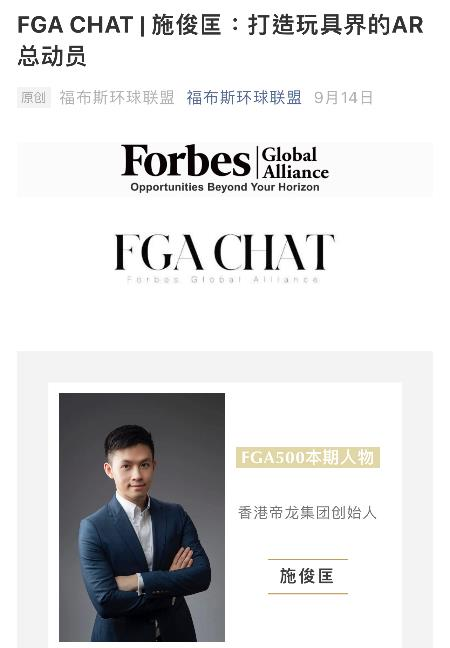 FGA CHAT | 施俊匡：打造玩具界的AR
总动员
原创 福布斯环球联盟 福布斯环球联盟 9月14日
Forbes Global
Alliance
Opportunities Beyond Your Horizon
FGA CHAT
Forbes Global Alliance
FGA500本期人物
香港帝龙集团创始人
施俊匡